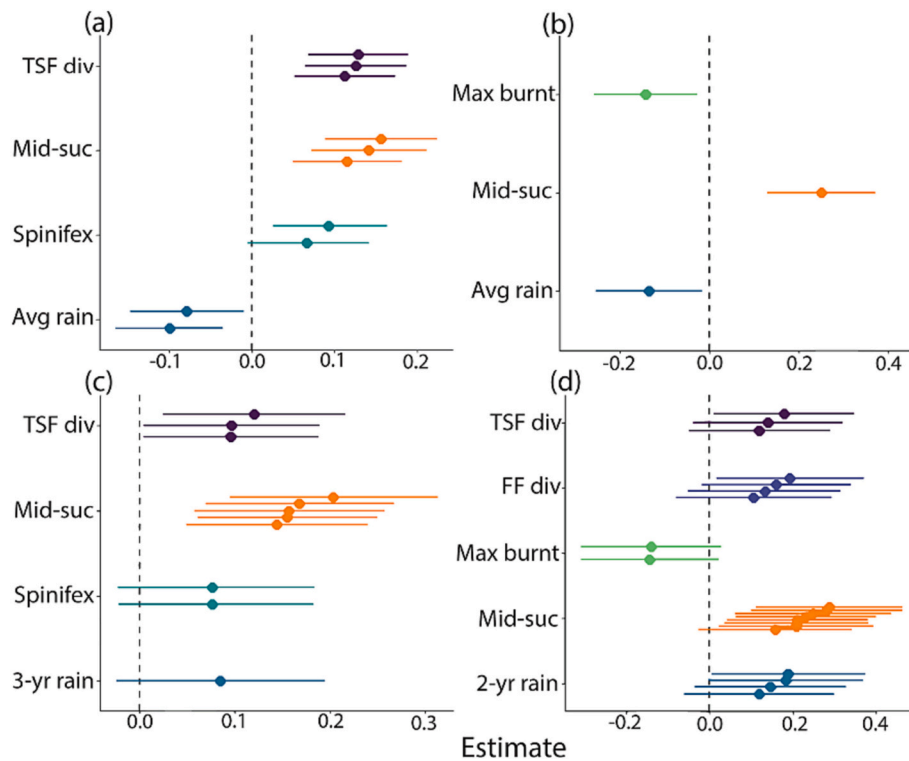 (a)
TSF div
Mid-suc
Spinifex
Avg rain
-0.1 0.0 0.1 0.2
(b)
Max burnt
Mid-suc
Avg rain
-0.2 0.0 0.2 0.4
(c)
TSF div
Mid-suc
Spinifex
3-yr rain
0.0 0.1 0.2 0.3
(d)
TSF div
FF div
Max burnt
Mid-suc
2-yr rain
-0.2 0.0 0.2 0.4
Estimate